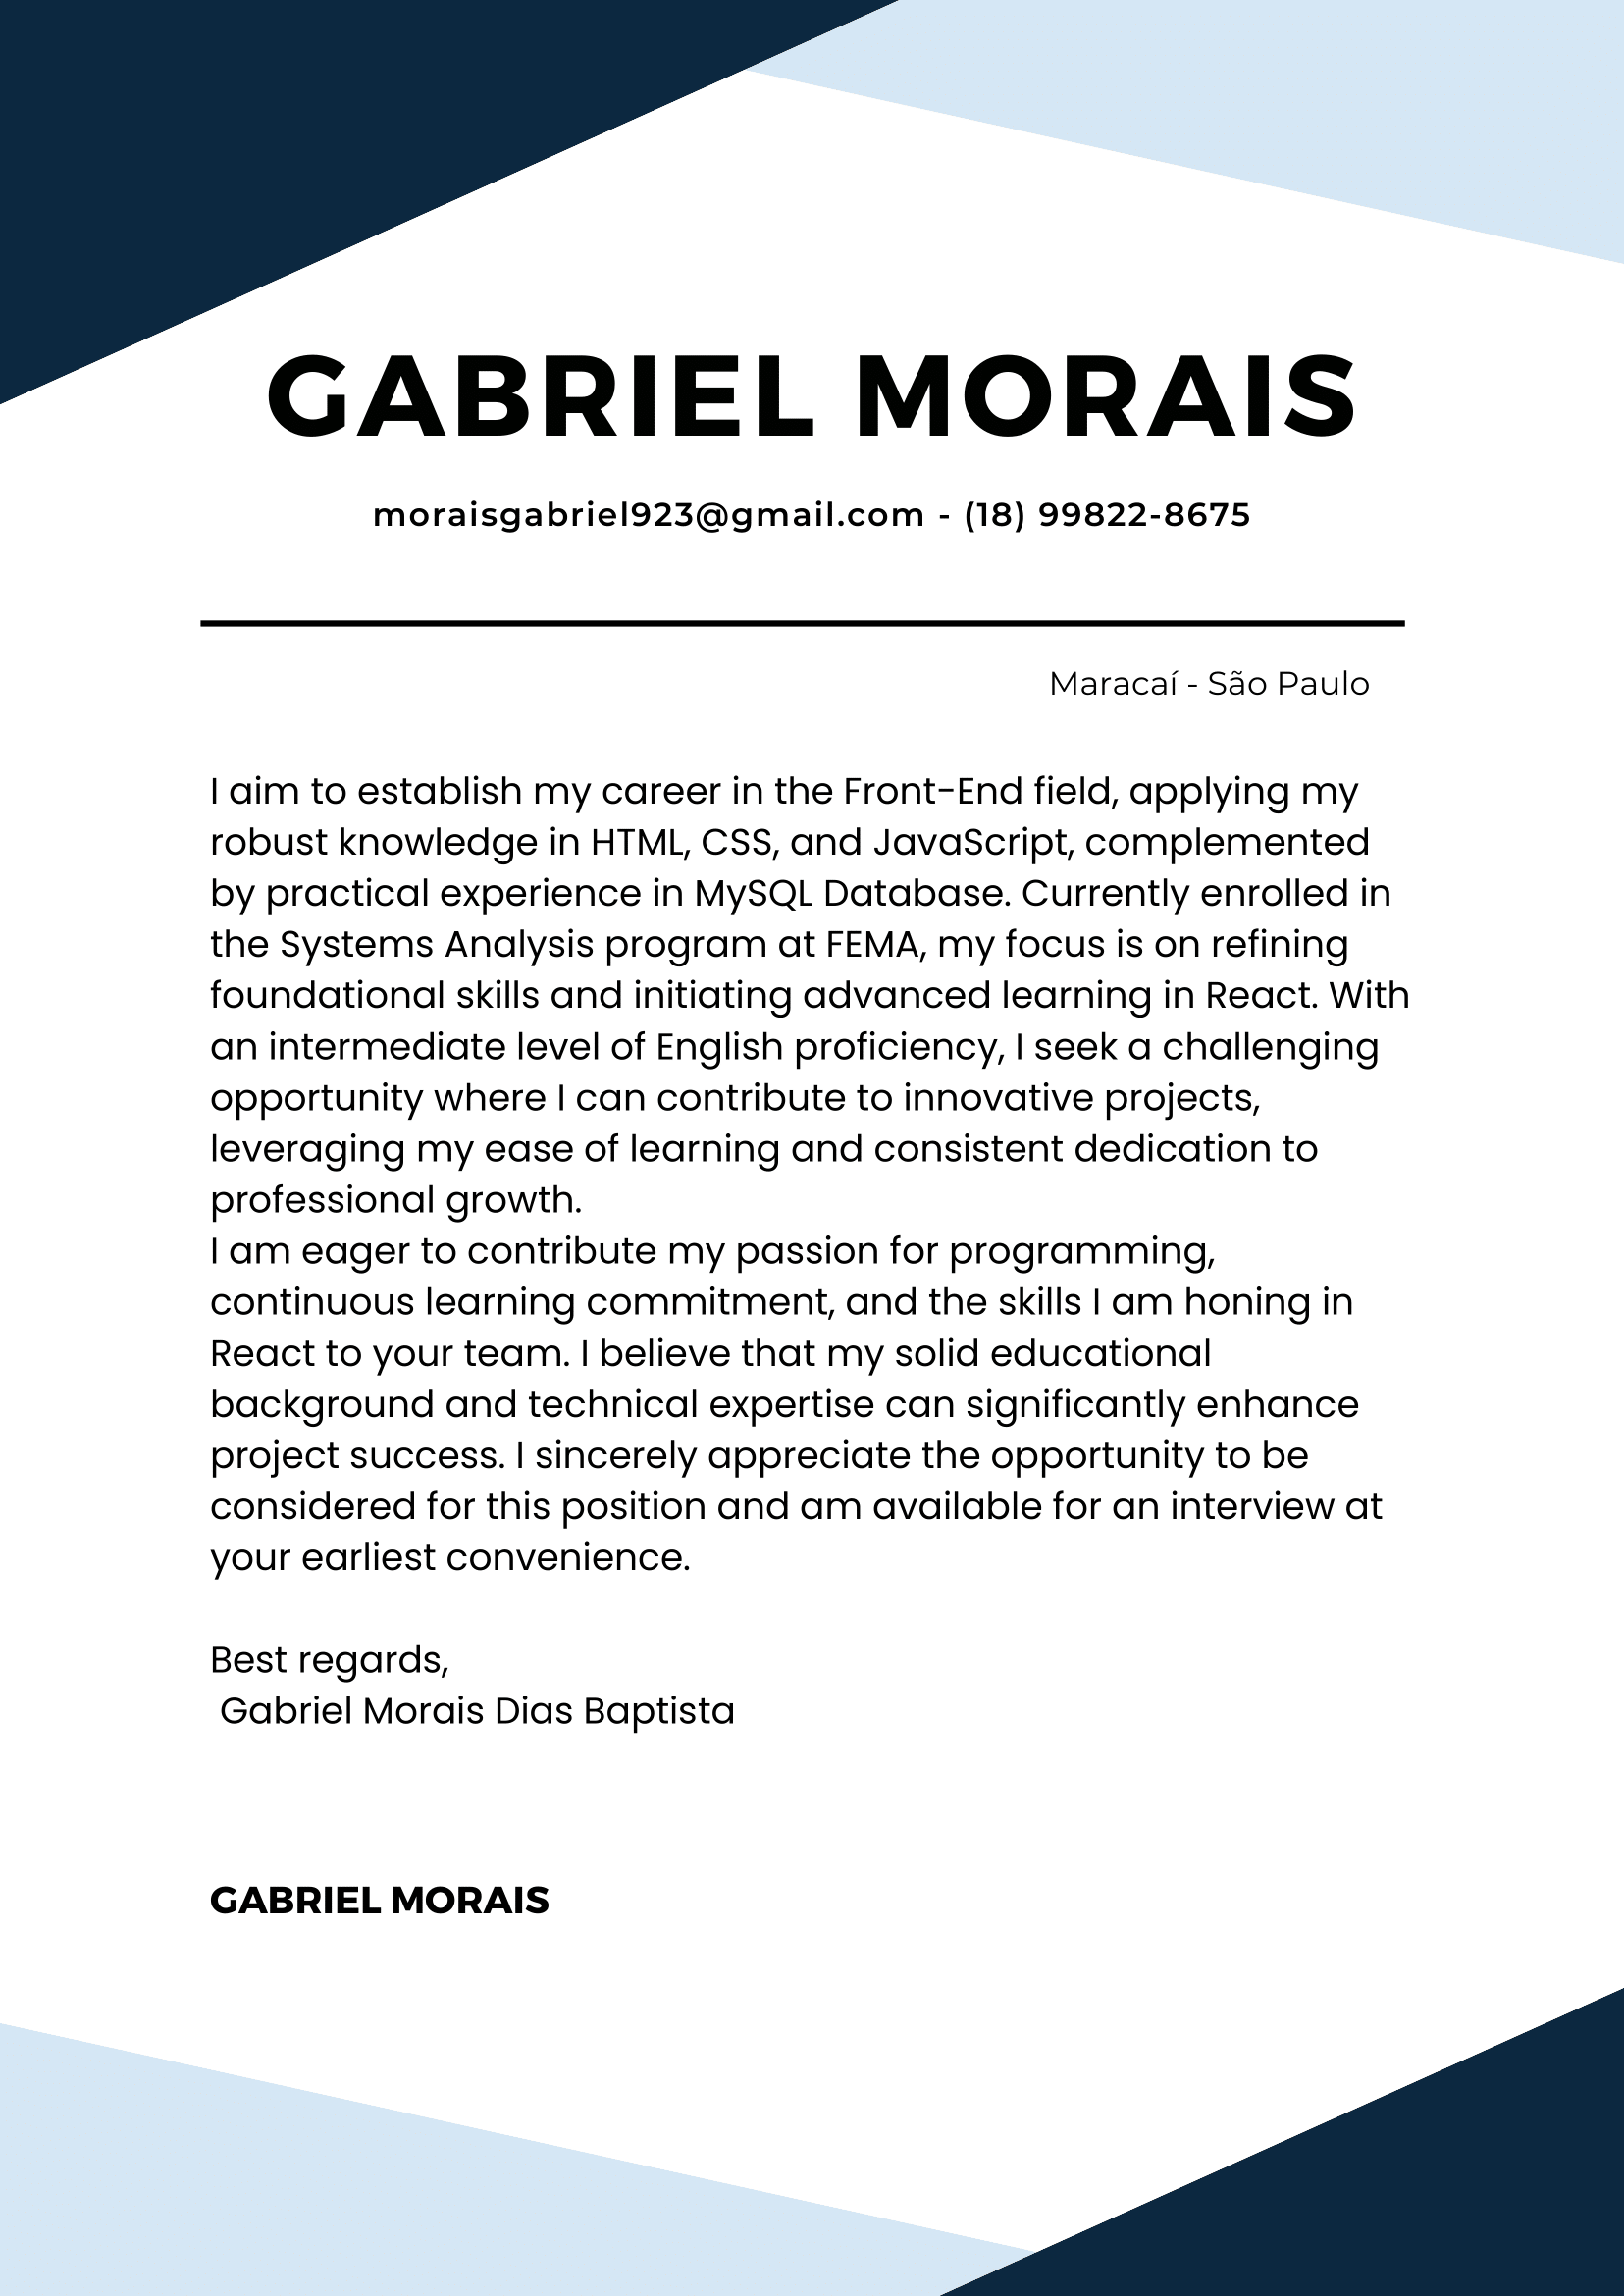 GABRIEL MORAIS
moraisgabriel923@gmail.com - (18) 99822-8675
Maracaí - São Paulo
I aim to establish my career in the Front-End field, applying my
robust knowledge in HTML, CSS, and JavaScript, complemented
by practical experience in MySQL Database. Currently enrolled in
the Systems Analysis program at FEMA, my focus is on refining
foundational skills and initiating advanced learning in React. With
an intermediate level of English proficiency, I seek a challenging
opportunity where I can contribute to innovative projects,
leveraging my ease of learning and consistent dedication to
professional growth.
I am eager to contribute my passion for programming,
continuous learning commitment, and the skills I am honing in
React to your team. I believe that my solid educational
background and technical expertise can significantly enhance
project success. I sincerely appreciate the opportunity to be
considered for this position and am available for an interview at
your earliest convenience.
Best regards,
Gabriel Morais Dias Baptista
GABRIEL MORAIS